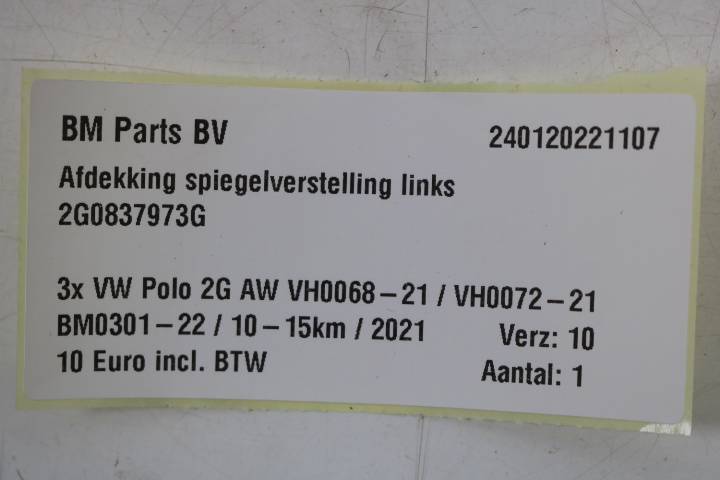 BM Parts BV 240120221107
Afdekking spiegelverstelling links
2G0837973G
3x VW Polo 2G AW VH0068-21 / VH0072-21
BM0301-22 / 10-15km / 2021 Verz: 10
10 Euro incl. BTW Aantal: 1